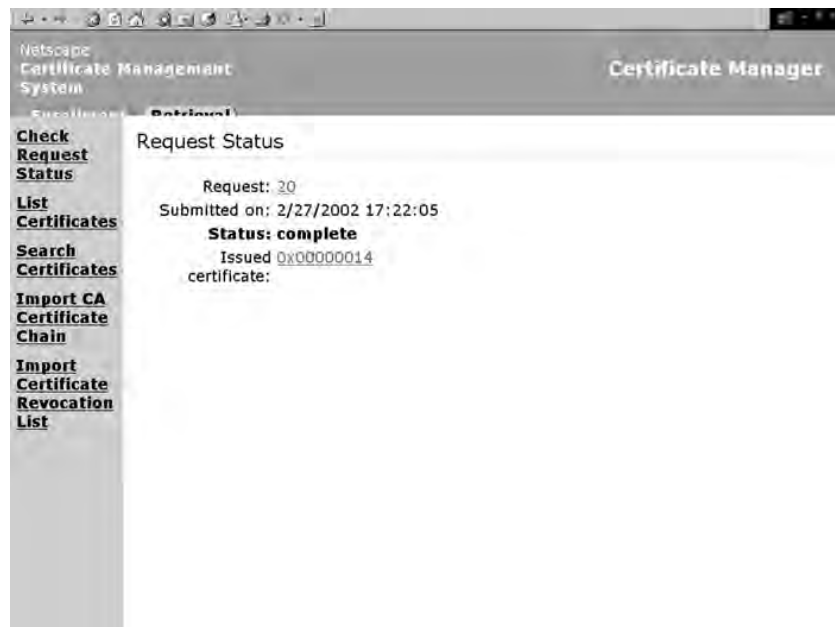 Netscape
Certificate Management
System
Certificate Manager
Enrollment
Retrieval
Check
Request
Status
List
Certificates
Search
Certificates
Import CA
Certificate
Chain
Import
Certificate
Revocation
List
Request Status
Request: 20
Submitted on: 2/27/2002 17:22:05
Status: complete
Issued 0x00000014
certificate: